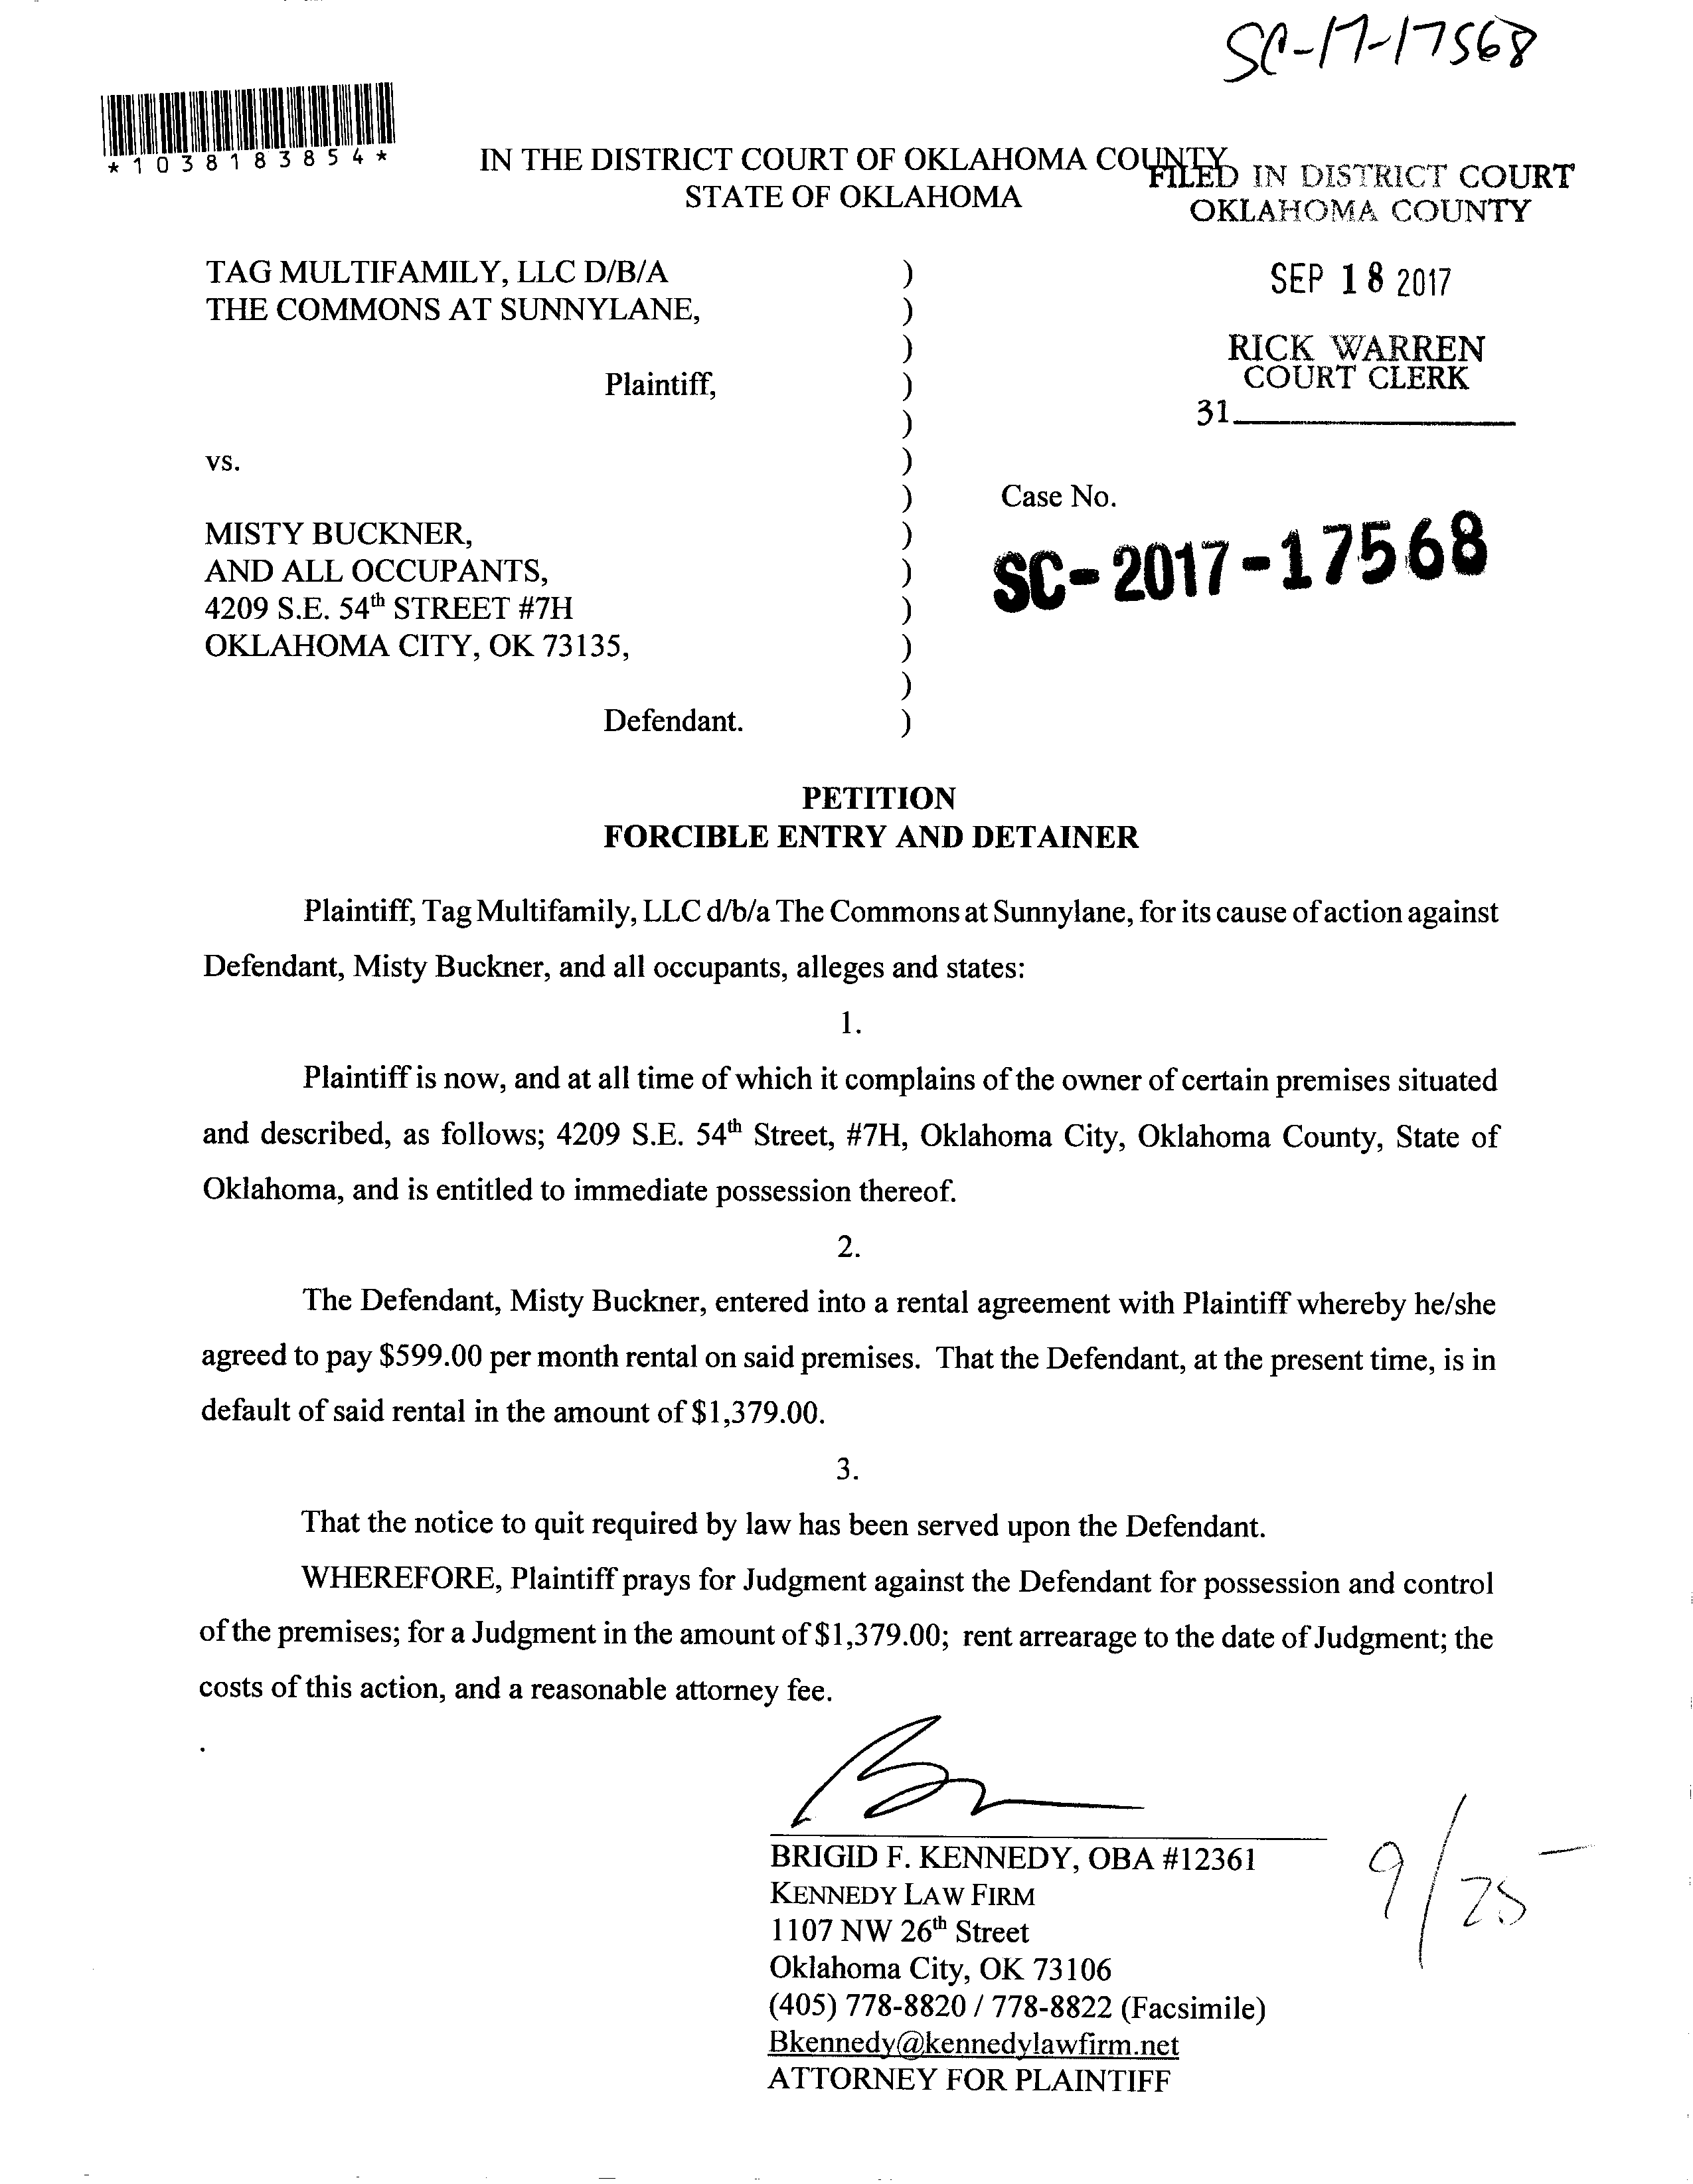 SC-17-17568
*1038183854*
IN THE DISTRICT COURT OF OKLAHOMA COUNTY
STATE OF OKLAHOMA
FILED IN DISTRICT COURT
OKLAHOMA COUNTY
SEP 18 2017
RICK WARREN
COURT CLERK
31
TAG MULTIFAMILY, LLC D/B/A )
THE COMMONS AT SUNNYLANE, )
)
Plaintiff, )
)
vs. )
) Case No.
MISTY BUCKNER, )
AND ALL OCCUPANTS, ) SC-2017-17568
4209 S.E. 54th STREET #7H )
OKLAHOMA CITY, OK 73135, )
)
Defendant. )
PETITION
FORCIBLE ENTRY AND DETAINER
Plaintiff, Tag Multifamily, LLC d/b/a The Commons at Sunnylane, for its cause of action against
Defendant, Misty Buckner, and all occupants, alleges and states:
1.
Plaintiff is now, and at all time of which it complains of the owner of certain premises situated
and described, as follows; 4209 S.E. 54th Street, #7H, Oklahoma City, Oklahoma County, State of
Oklahoma, and is entitled to immediate possession thereof.
2.
The Defendant, Misty Buckner, entered into a rental agreement with Plaintiff whereby he/she
agreed to pay $599.00 per month rental on said premises. That the Defendant, at the present time, is in
default of said rental in the amount of $1,379.00.
3.
That the notice to quit required by law has been served upon the Defendant.
WHEREFORE, Plaintiff prays for Judgment against the Defendant for possession and control
of the premises; for a Judgment in the amount of $1,379.00; rent arrearage to the date of Judgment; the
costs of this action, and a reasonable attorney fee.
BRIGID F. KENNEDY, OBA #12361
KENNEDY LAW FIRM
1107 NW 26th Street
Oklahoma City, OK 73106
(405) 778-8820 / 778-8822 (Facsimile)
Bkennedy@kennedylawfirm.net
ATTORNEY FOR PLAINTIFF
9/25